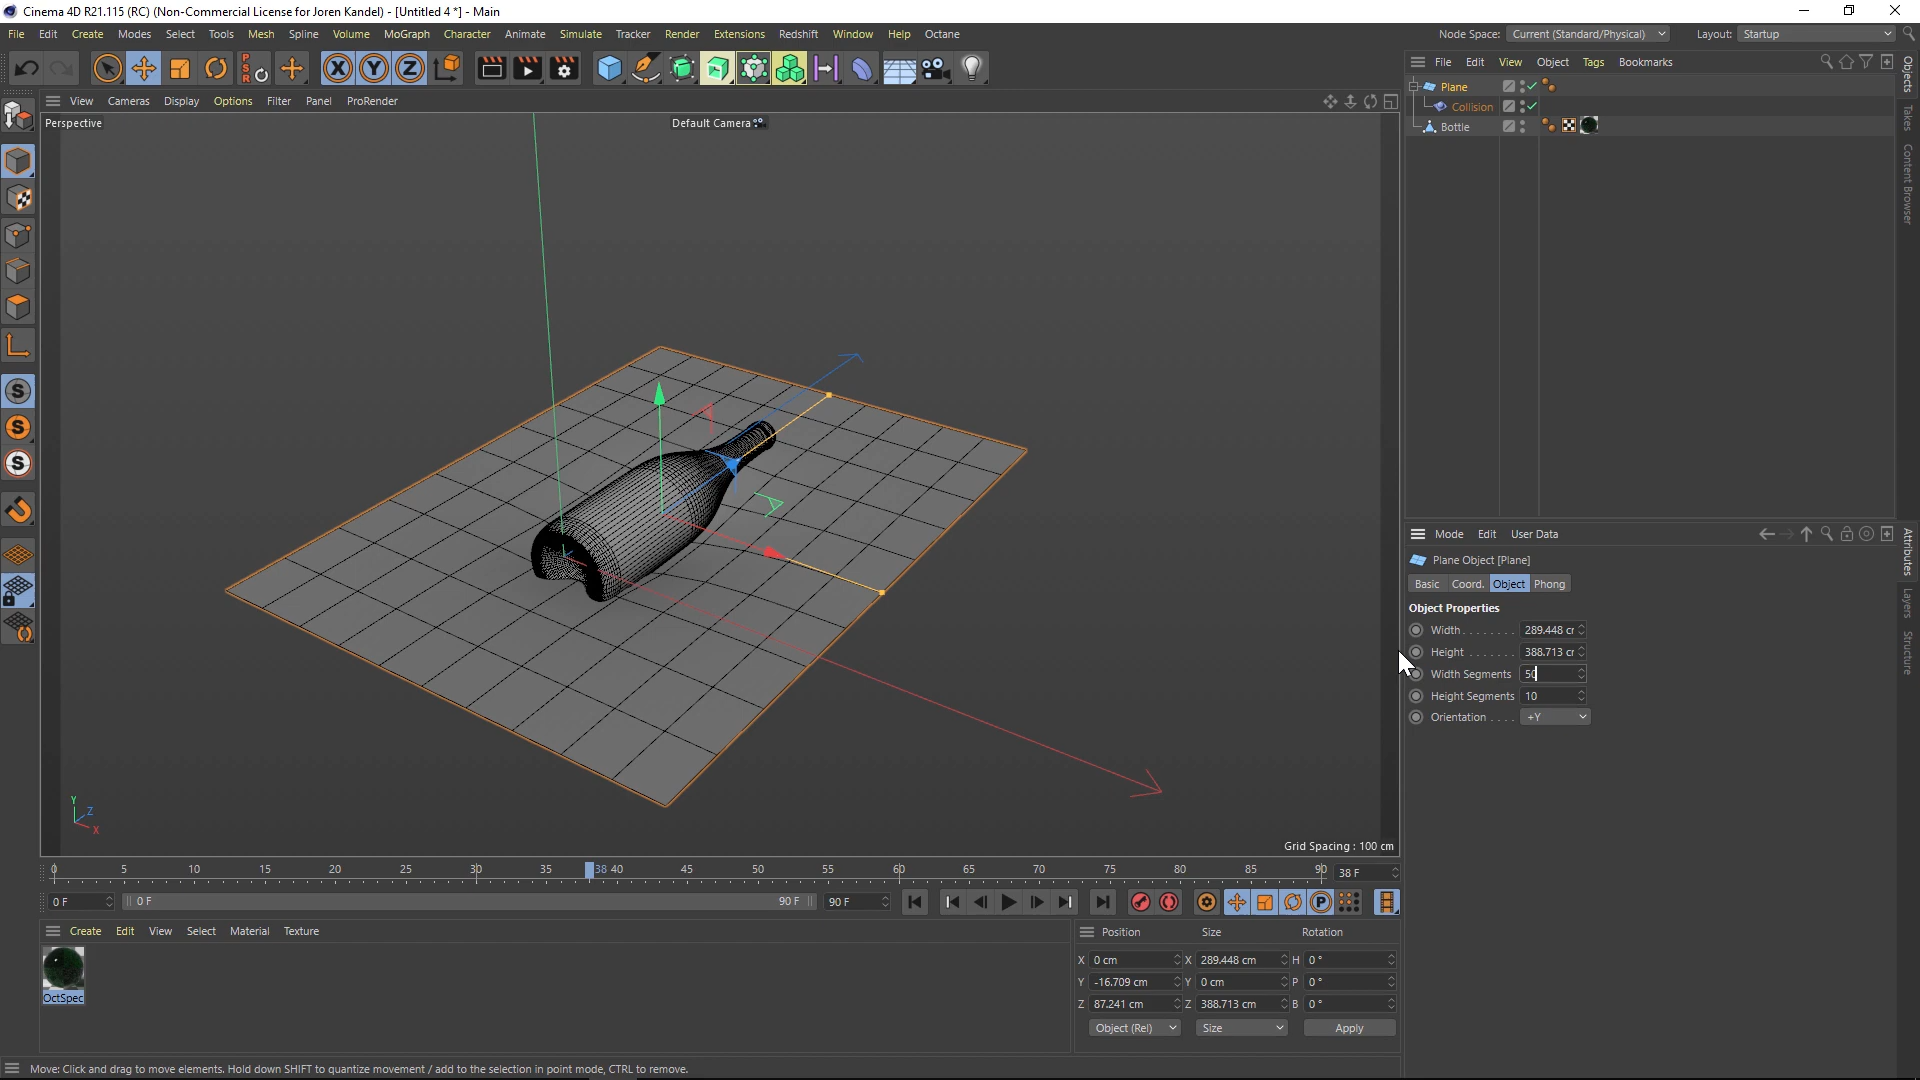 Cinema 4D R21.115 (RC) (Non-Commercial License for Joren Kandel) - [Untitled 4 *] - Main
File Edit Create Modes Select Tools Mesh Spline Volume MoGraph Character Animate Simulate Tracker Render Extensions Redshift Window Help Octane
Node Space: Current (Standard/Physical) Layout: Startup
PSR X Y Z
File Edit View Object Tags Bookmarks
View Cameras Display Options Filter Panel ProRender
Perspective
Default Camera
Plane
Collision
Bottle
Objects
Takes
Content Browser
S
S
S
Mode Edit User Data
Plane Object [Plane]
Basic Coord. Object Phong
Object Properties
Width 289.448 cr
Height 388.713 cr
Width Segments 50
Height Segments 10
Orientation +Y
Attributes
Layers
Structure
Y
Z
X
Grid Spacing : 100 cm
0 5 10 15 20 25 30 35 38 40 45 50 55 60 65 70 75 80 85 90 38 F
0 F 0 F 90 F 90 F P
Create Edit View Select Material Texture
OctSpec
Position Size Rotation
X 0 cm X 289.448 cm H 0 °
Y -16.709 cm Y 0 cm P 0 °
Z 87.241 cm Z 388.713 cm B 0 °
Object (Rel) Size Apply
Move: Click and drag to move elements. Hold down SHIFT to quantize movement / add to the selection in point mode, CTRL to remove.